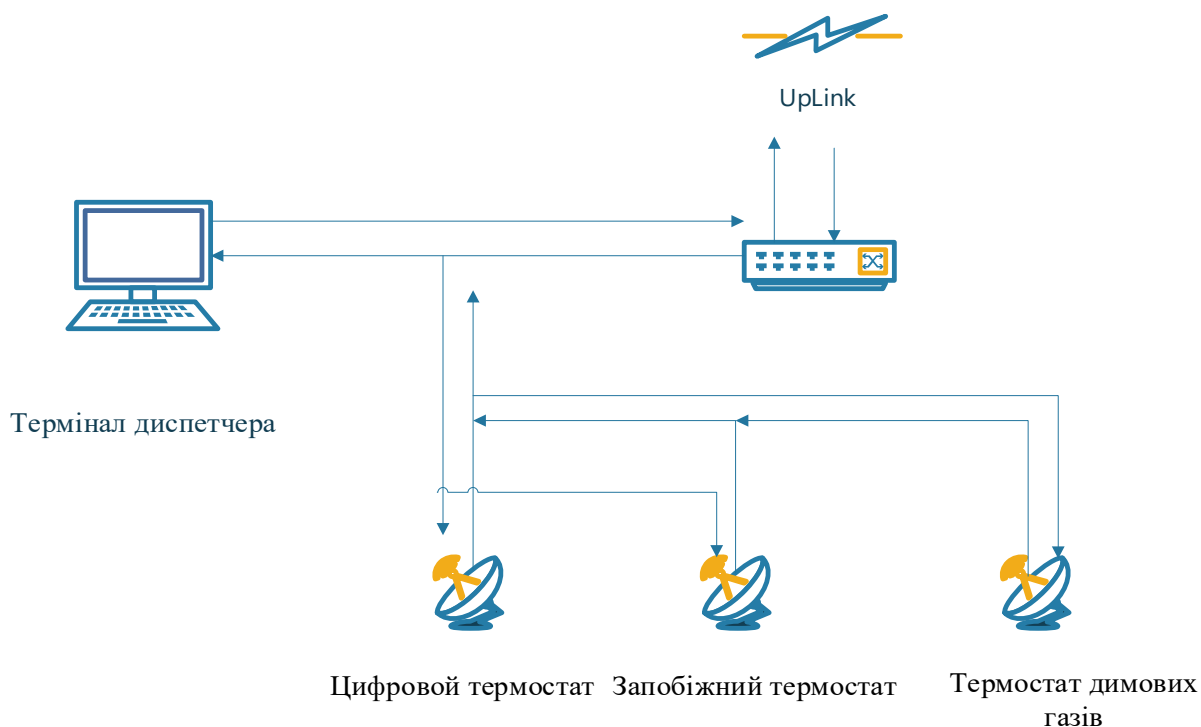 UpLink
Термінал диспетчера
Цифровой термостат
Запобіжний термостат
Термостат димових
газів